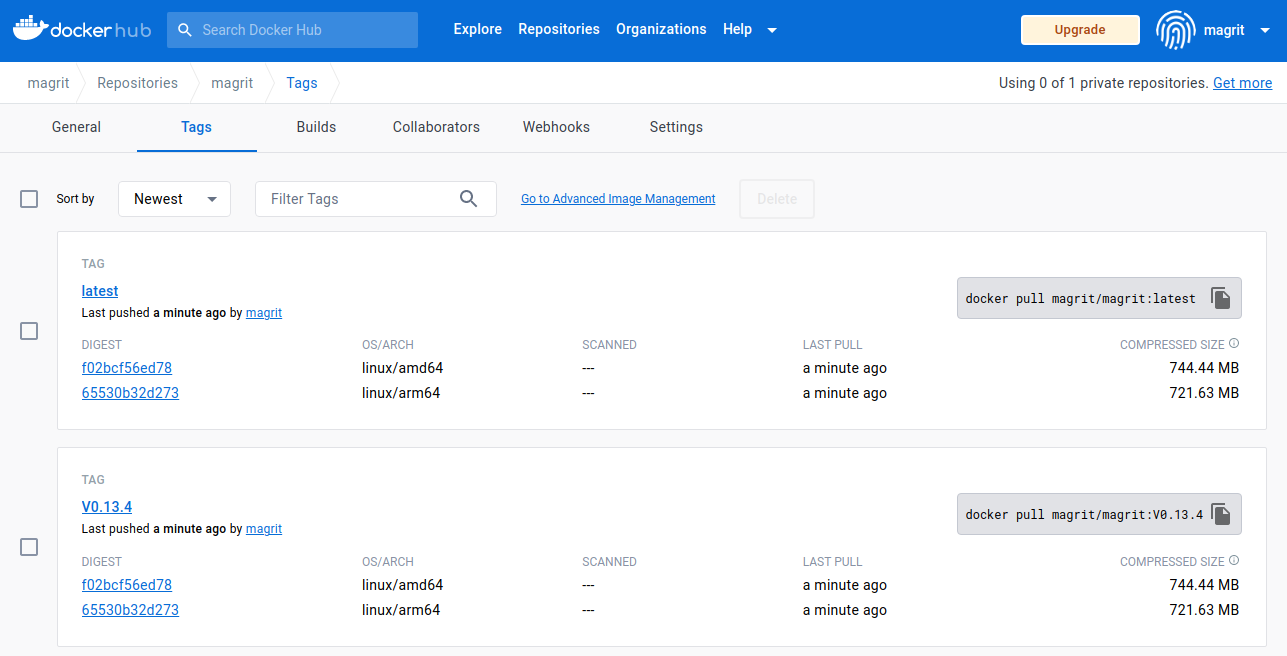 docker hub Search Docker Hub Explore Repositories Organizations Help Upgrade magrit
magrit Repositories magrit Tags Using 0 of 1 private repositories. Get more
General Tags Builds Collaborators Webhooks Settings
Sort by Newest Filter Tags Go to Advanced Image Management Delete
TAG
latest
docker pull magrit/magrit:latest
Last pushed a minute ago by magrit
DIGEST OS/ARCH SCANNED LAST PULL COMPRESSED SIZE
f02bcf56ed78 linux/amd64 --- a minute ago 744.44 MB
65530b32d273 linux/arm64 --- a minute ago 721.63 MB
TAG
V0.13.4
docker pull magrit/magrit:V0.13.4
Last pushed a minute ago by magrit
DIGEST OS/ARCH SCANNED LAST PULL COMPRESSED SIZE
f02bcf56ed78 linux/amd64 --- a minute ago 744.44 MB
65530b32d273 linux/arm64 --- a minute ago 721.63 MB